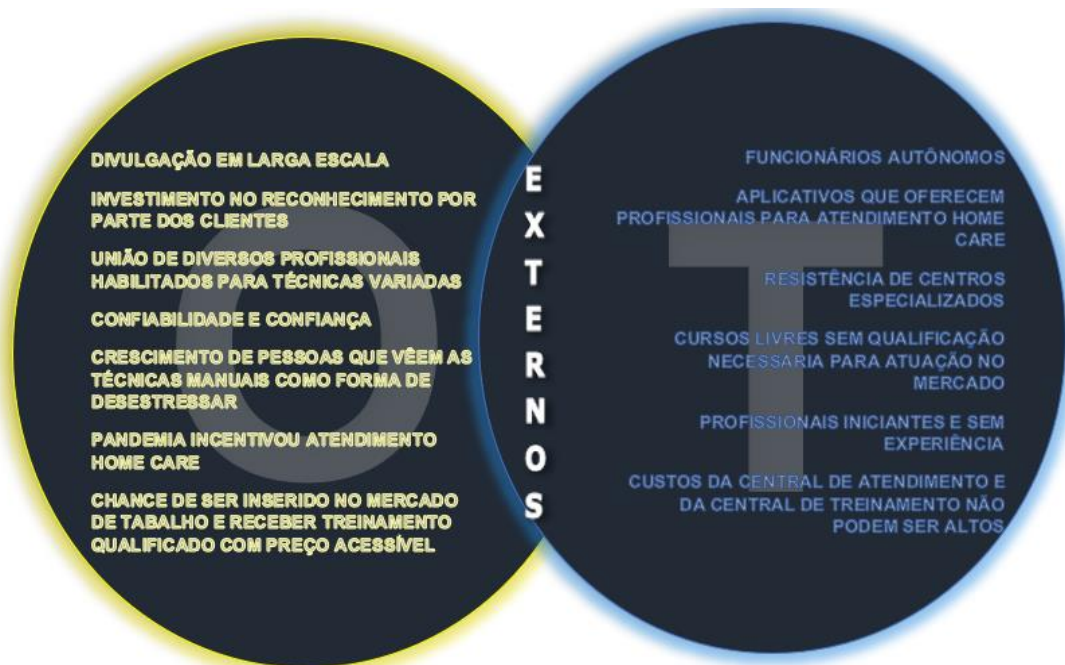 DIVULGAÇÃO EM LARGA ESCALA
INVESTIMENTO NO RECONHECIMENTO POR
PARTE DOS CLIENTES
UNIÃO DE DIVERSOS PROFISSIONAIS
HABILITADOS PARA TÉCNICAS VARIADAS
CONFIABILIDADE E CONFIANÇA
CRESCIMENTO DE PESSOAS QUE VÊEM AS
TÉCNICAS MANUAIS COMO FORMA DE
DESESTRESSAR
PANDEMIA INCENTIVOU ATENDIMENTO
HOME CARE
CHANCE DE SER INSERIDO NO MERCADO
DE TABALHO E RECEBER TREINAMENTO
QUALIFICADO COM PREÇO ACESSÍVEL
O
EXTERNOS
FUNCIONÁRIOS AUTÔNOMOS
APLICATIVOS QUE OFERECEM
PROFISSIONAIS PARA ATENDIMENTO HOME
CARE
RESISTÊNCIA DE CENTROS
ESPECIALIZADOS
CURSOS LIVRES SEM QUALIFICAÇÃO
NECESSARIA PARA ATUAÇÃO NO
MERCADO
PROFISSIONAIS INICIANTES E SEM
EXPERIÊNCIA
CUSTOS DA CENTRAL DE ATENDIMENTO E
DA CENTRAL DE TREINAMENTO NÃO
PODEM SER ALTOS
T